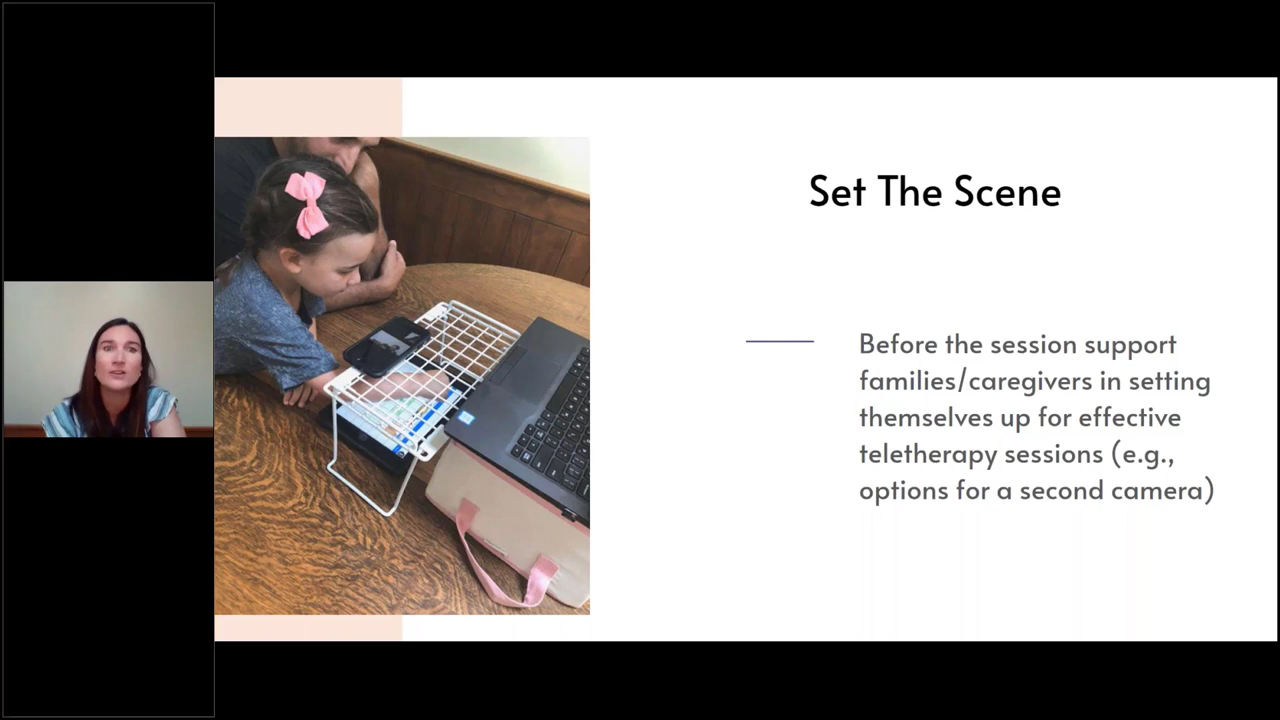 Set The Scene
Before the session support
families/caregivers in setting
themselves up for effective
teletherapy sessions (e.g.,
options for a second camera)